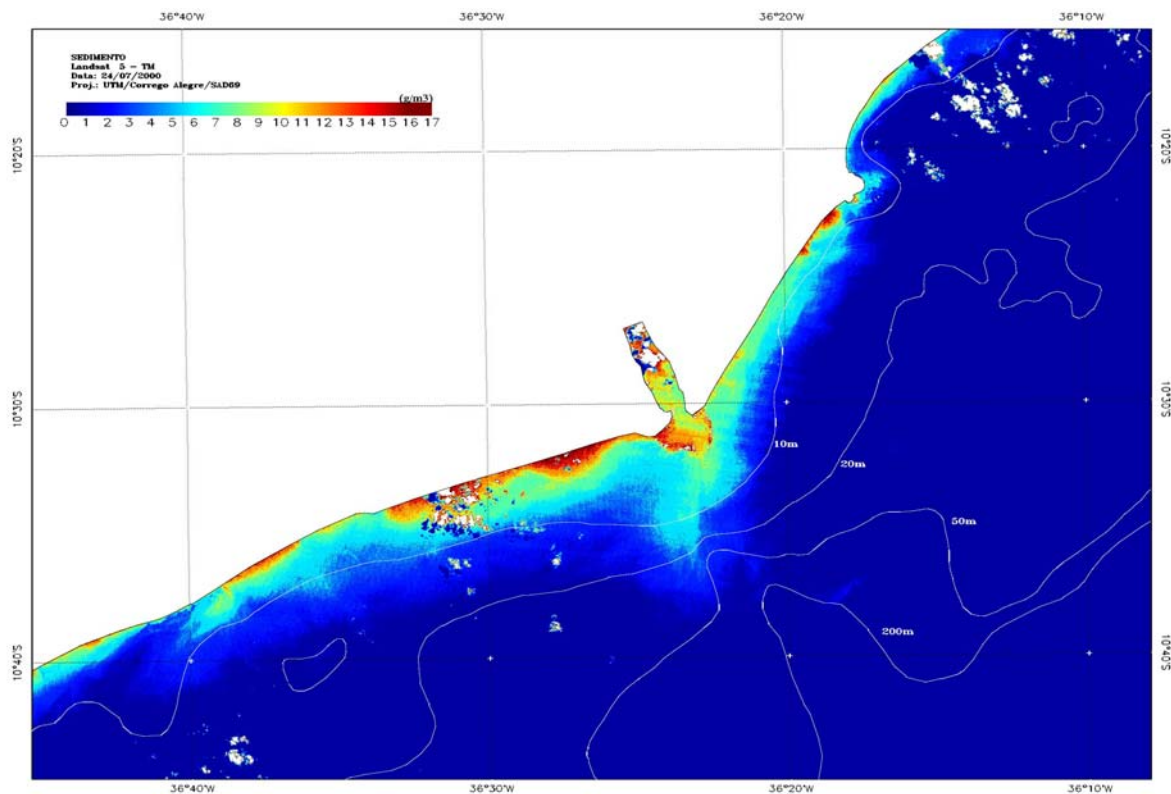 36°40'W 36°30'W 36°20'W 36°10'W
SEDIMENTO
Landsat 5 - TM
Data: 24/07/2000
Proj.: UTM/Corrego Alegre/SAD69
(g/m3)
0 1 2 3 4 5 6 7 8 9 10 11 12 13 14 15 16 17
10°20'S 10°20'S
10°30'S 10°30'S
10m
20m
50m
200m
10°40'S 10°40'S
36°40'W 36°30'W 36°20'W 36°10'W